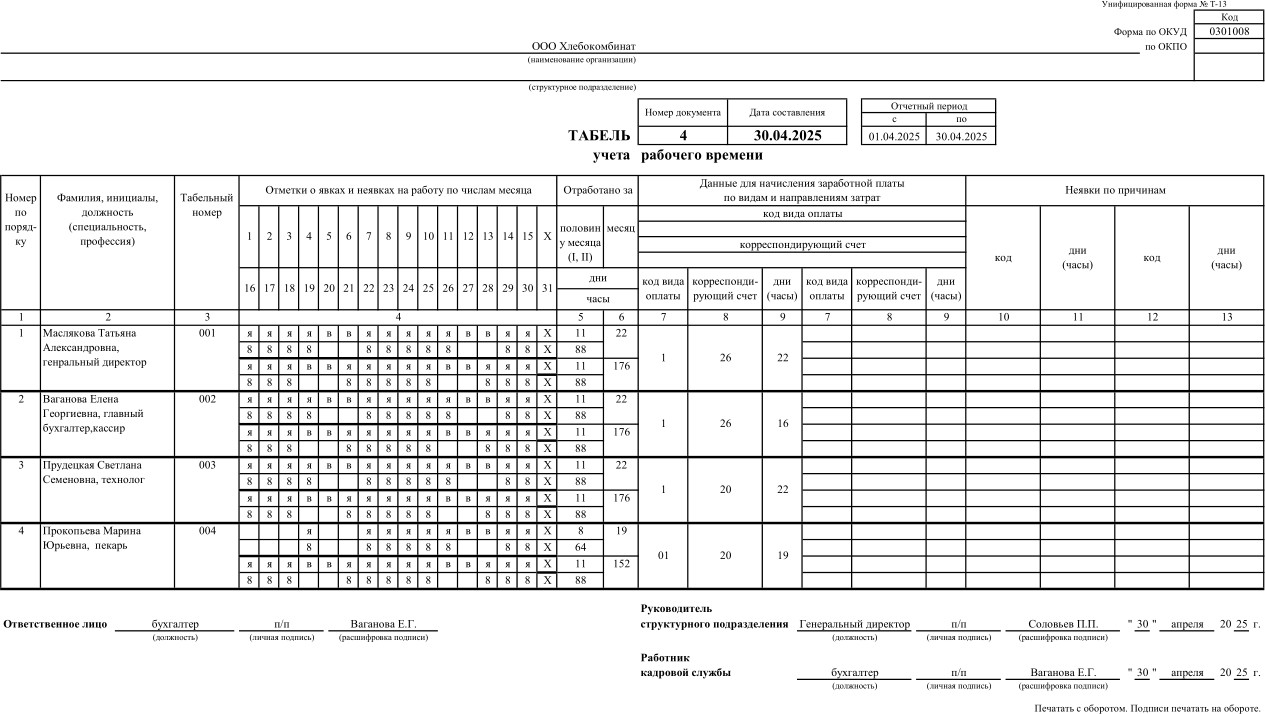 Унифицированная форма № Т-13
Код
Форма по ОКУД 0301008
ООО Хлебокомбинат по ОКПО
(наименование организации)
(структурное подразделение)
Номер документа Дата составления Отчетный период
с по
ТАБЕЛЬ 4 30.04.2025 01.04.2025 30.04.2025
учета рабочего времени
Номер по поряд- ку Фамилия, инициалы, должность (специальность, профессия) Табельный номер Отметки о явках и неявках на работу по числам месяца Отработано за Данные для начисления заработной платы по видам и направлениям затрат Неявки по причинам
половин у месяца (I, II) месяц код вида оплаты
корреспондирующий счет
1 2 3 4 5 6 7 8 9 10 11 12 13 14 15 X код дни (часы) код дни (часы)
16 17 18 19 20 21 22 23 24 25 26 27 28 29 30 31 дни код вида оплаты корреспонди- рующий счет дни (часы) код вида оплаты корреспонди- рующий счет дни (часы)
часы
1 2 3 4 5 6 7 8 9 7 8 9 10 11 12 13
1 Маслякова Татьяна 001 я я я я в в я я я я я в в я я X 11 22
Александровна, 8 8 8 8 8 8 8 8 8 8 8 X 88
генральный директор я я я в в я я я я я в в я я я X 11 176 1 26 22
8 8 8 8 8 8 8 8 8 8 8 X 88
2 Ваганова Елена 002 я я я я в в я я я я я в в я я X 11 22
Георгиевна, главный 8 8 8 8 8 8 8 8 8 8 8 X 88
бухгалтер,кассир я я я в в я я я я я в в я я я X 11 176 1 26 16
8 8 8 8 8 8 8 8 8 8 8 X 88
3 Прудецкая Светлана 003 я я я я в в я я я я я в в я я X 11 22
Семеновна, технолог 8 8 8 8 8 8 8 8 8 8 8 X 88
я я я в в я я я я я в в я я я X 11 176 1 20 22
8 8 8 8 8 8 8 8 8 8 8 X 88
4 Прокопьева Марина 004 я я я я я я в в я я X 8 19
Юрьевна, пекарь 8 8 8 8 8 8 8 8 X 64
я я я в в я я я я я в в я я я X 11 152 01 20 19
8 8 8 8 8 8 8 8 8 8 8 X 88
Руководитель
Ответственное лицо бухгалтер п/п Ваганова Е.Г. структурного подразделения Генеральный директор п/п Соловьев П.П. " 30 " апреля 20 25 г.
(должность) (личная подпись) (расшифровка подписи) (должность) (личная подпись) (расшифровка подписи)
Работник
кадровой службы бухгалтер п/п Ваганова Е.Г. " 30 " апреля 20 25 г.
(должность) (личная подпись) (расшифровка подписи)
Печатать с оборотом. Подписи печатать на обороте.